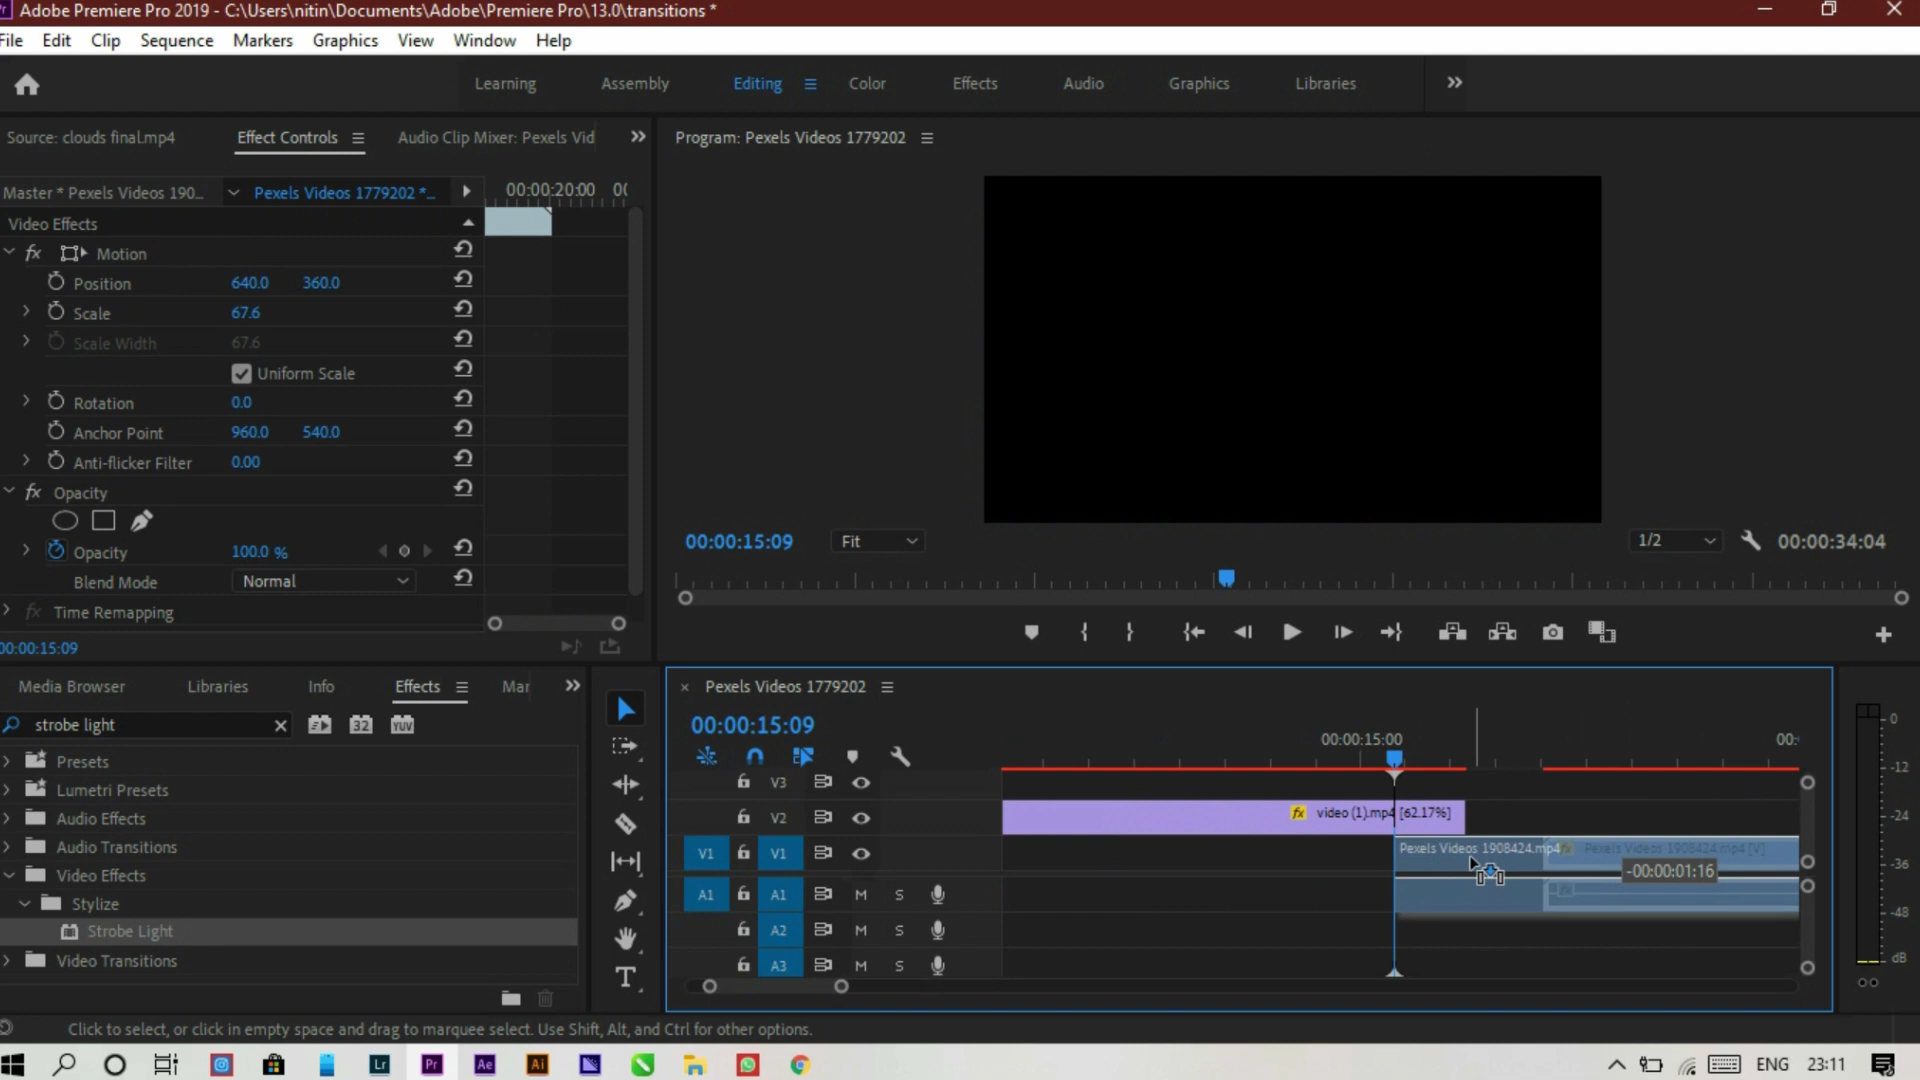 Adobe Premiere Pro 2019 - C:\Users\nitin\Documents\Adobe\Premiere Pro\13.0\transitions *
File Edit Clip Sequence Markers Graphics View Window Help
Learning Assembly Editing Color Effects Audio Graphics Libraries
Source: clouds final.mp4 Effect Controls Audio Clip Mixer: Pexels Vid
Program: Pexels Videos 1779202
Master * Pexels Videos 190... Pexels Videos 1779202 *... 00:00:20:00
Video Effects
fx Motion
Position 640.0 360.0
Scale 67.6
Scale Width 67.6
Uniform Scale
Rotation 0.0
Anchor Point 960.0 540.0
Anti-flicker Filter 0.00
fx Opacity
Opacity 100.0 %
Blend Mode Normal
fx Time Remapping
00:00:15:09
00:00:15:09 Fit 1/2 00:00:34:04
Media Browser Libraries Info Effects Mar
strobe light
32 YUV
Presets
Lumetri Presets
Audio Effects
Audio Transitions
Video Effects
Stylize
Strobe Light
Video Transitions
T
Pexels Videos 1779202
00:00:15:09
00:00:15:00 00:
V3
V2 fx video (1).mp4 [62.17%]
V1 V1 Pexels Videos 1908424.mp4 fx Pexels Videos 1908424.mp4 [V]
-00:00:01:16
A1 A1 M S fx
A2 M S
A3 M S
0
-12
-24
-36
-48
dB
Click to select, or click in empty space and drag to marquee select. Use Shift, Alt, and Ctrl for other options.
Lr Pr Ae Ai
ENG 23:11